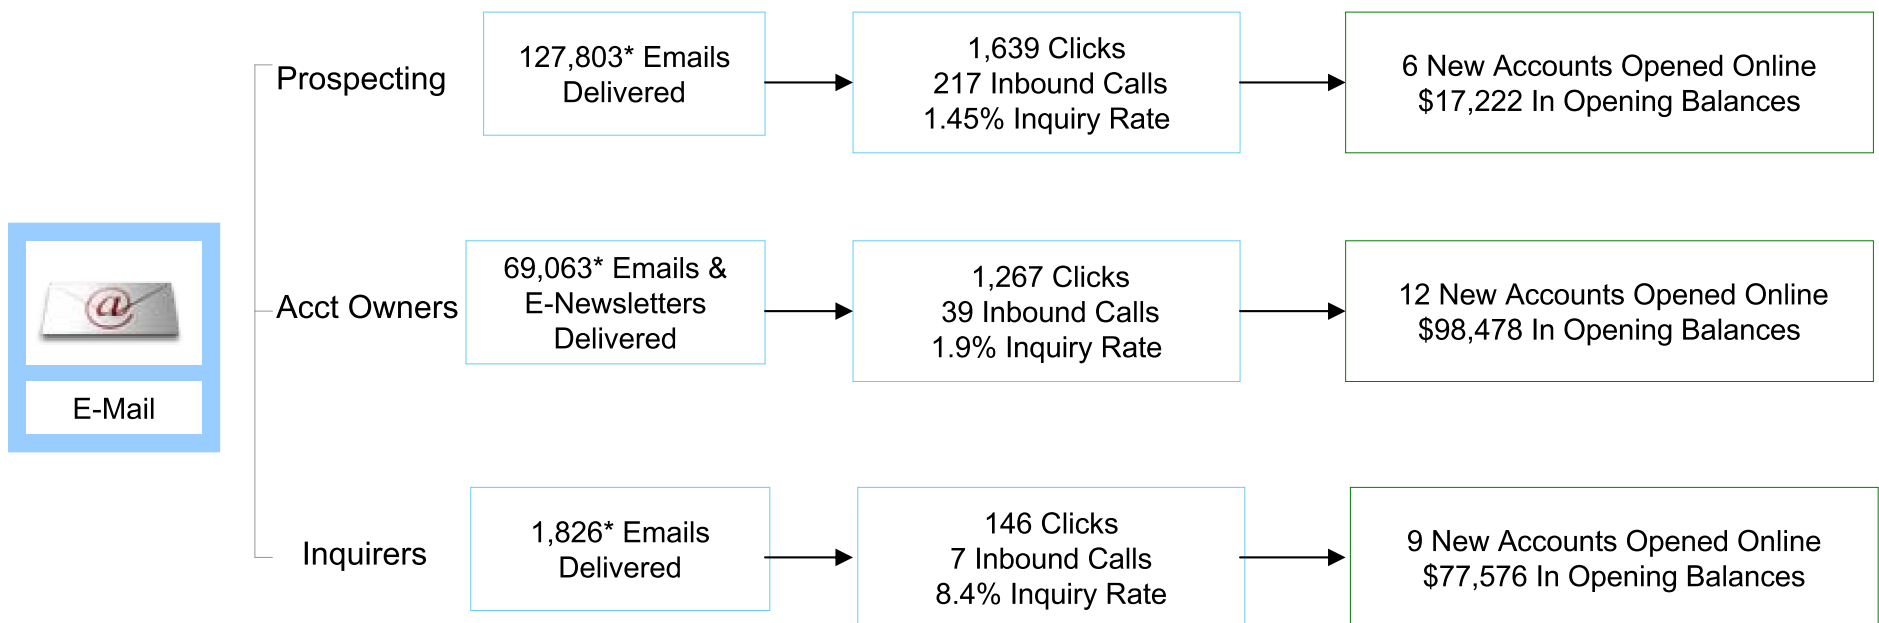 Prospecting
127,803* Emails
Delivered
1,639 Clicks
217 Inbound Calls
1.45% Inquiry Rate
6 New Accounts Opened Online
$17,222 In Opening Balances
@
E-Mail
Acct Owners
69,063* Emails &
E-Newsletters
Delivered
1,267 Clicks
39 Inbound Calls
1.9% Inquiry Rate
12 New Accounts Opened Online
$98,478 In Opening Balances
Inquirers
1,826* Emails
Delivered
146 Clicks
7 Inbound Calls
8.4% Inquiry Rate
9 New Accounts Opened Online
$77,576 In Opening Balances